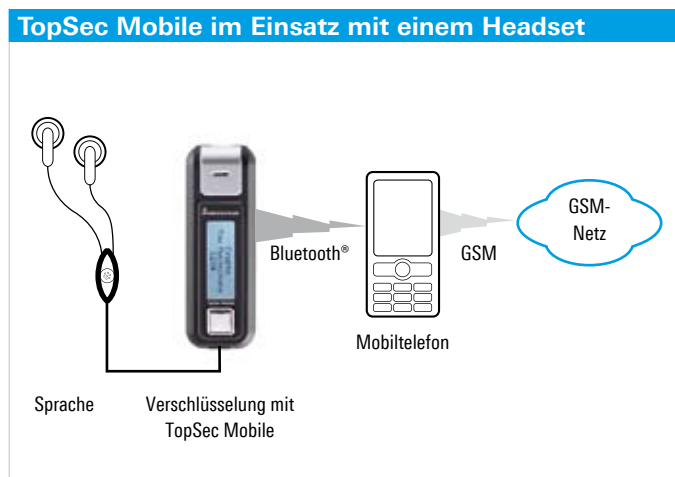 TopSec Mobile im Einsatz mit einem Headset
Bluetooth®
GSM
GSM-
Netz
Mobiltelefon
Sprache
Verschlüsselung mit
TopSec Mobile